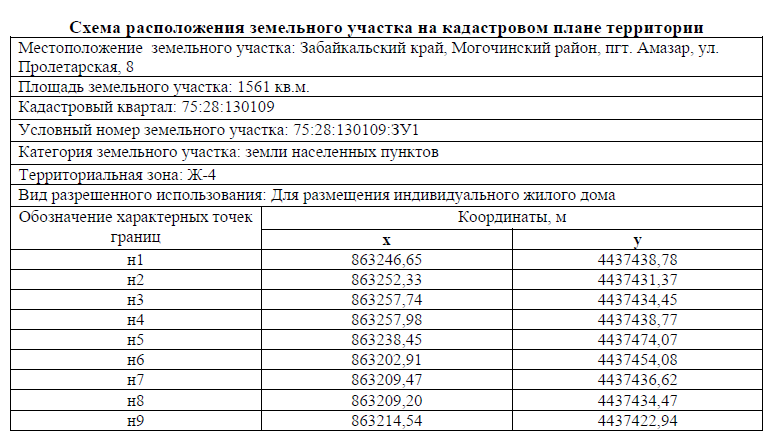 Схема расположения земельного участка на кадастровом плане территории
Местоположение земельного участка: Забайкальский край, Могочинский район, пгт. Амазар, ул.
Пролетарская, 8
Площадь земельного участка: 1561 кв.м.
Кадастровый квартал: 75:28:130109
Условный номер земельного участка: 75:28:130109:ЗУ1
Категория земельного участка: земли населенных пунктов
Территориальная зона: Ж-4
Вид разрешенного использования: Для размещения индивидуального жилого дома
Обозначение характерных точек границ Координаты, м
x y
н1 863246,65 4437438,78
н2 863252,33 4437431,37
н3 863257,74 4437434,45
н4 863257,98 4437438,77
н5 863238,45 4437474,07
н6 863202,91 4437454,08
н7 863209,47 4437436,62
н8 863209,20 4437434,47
н9 863214,54 4437422,94